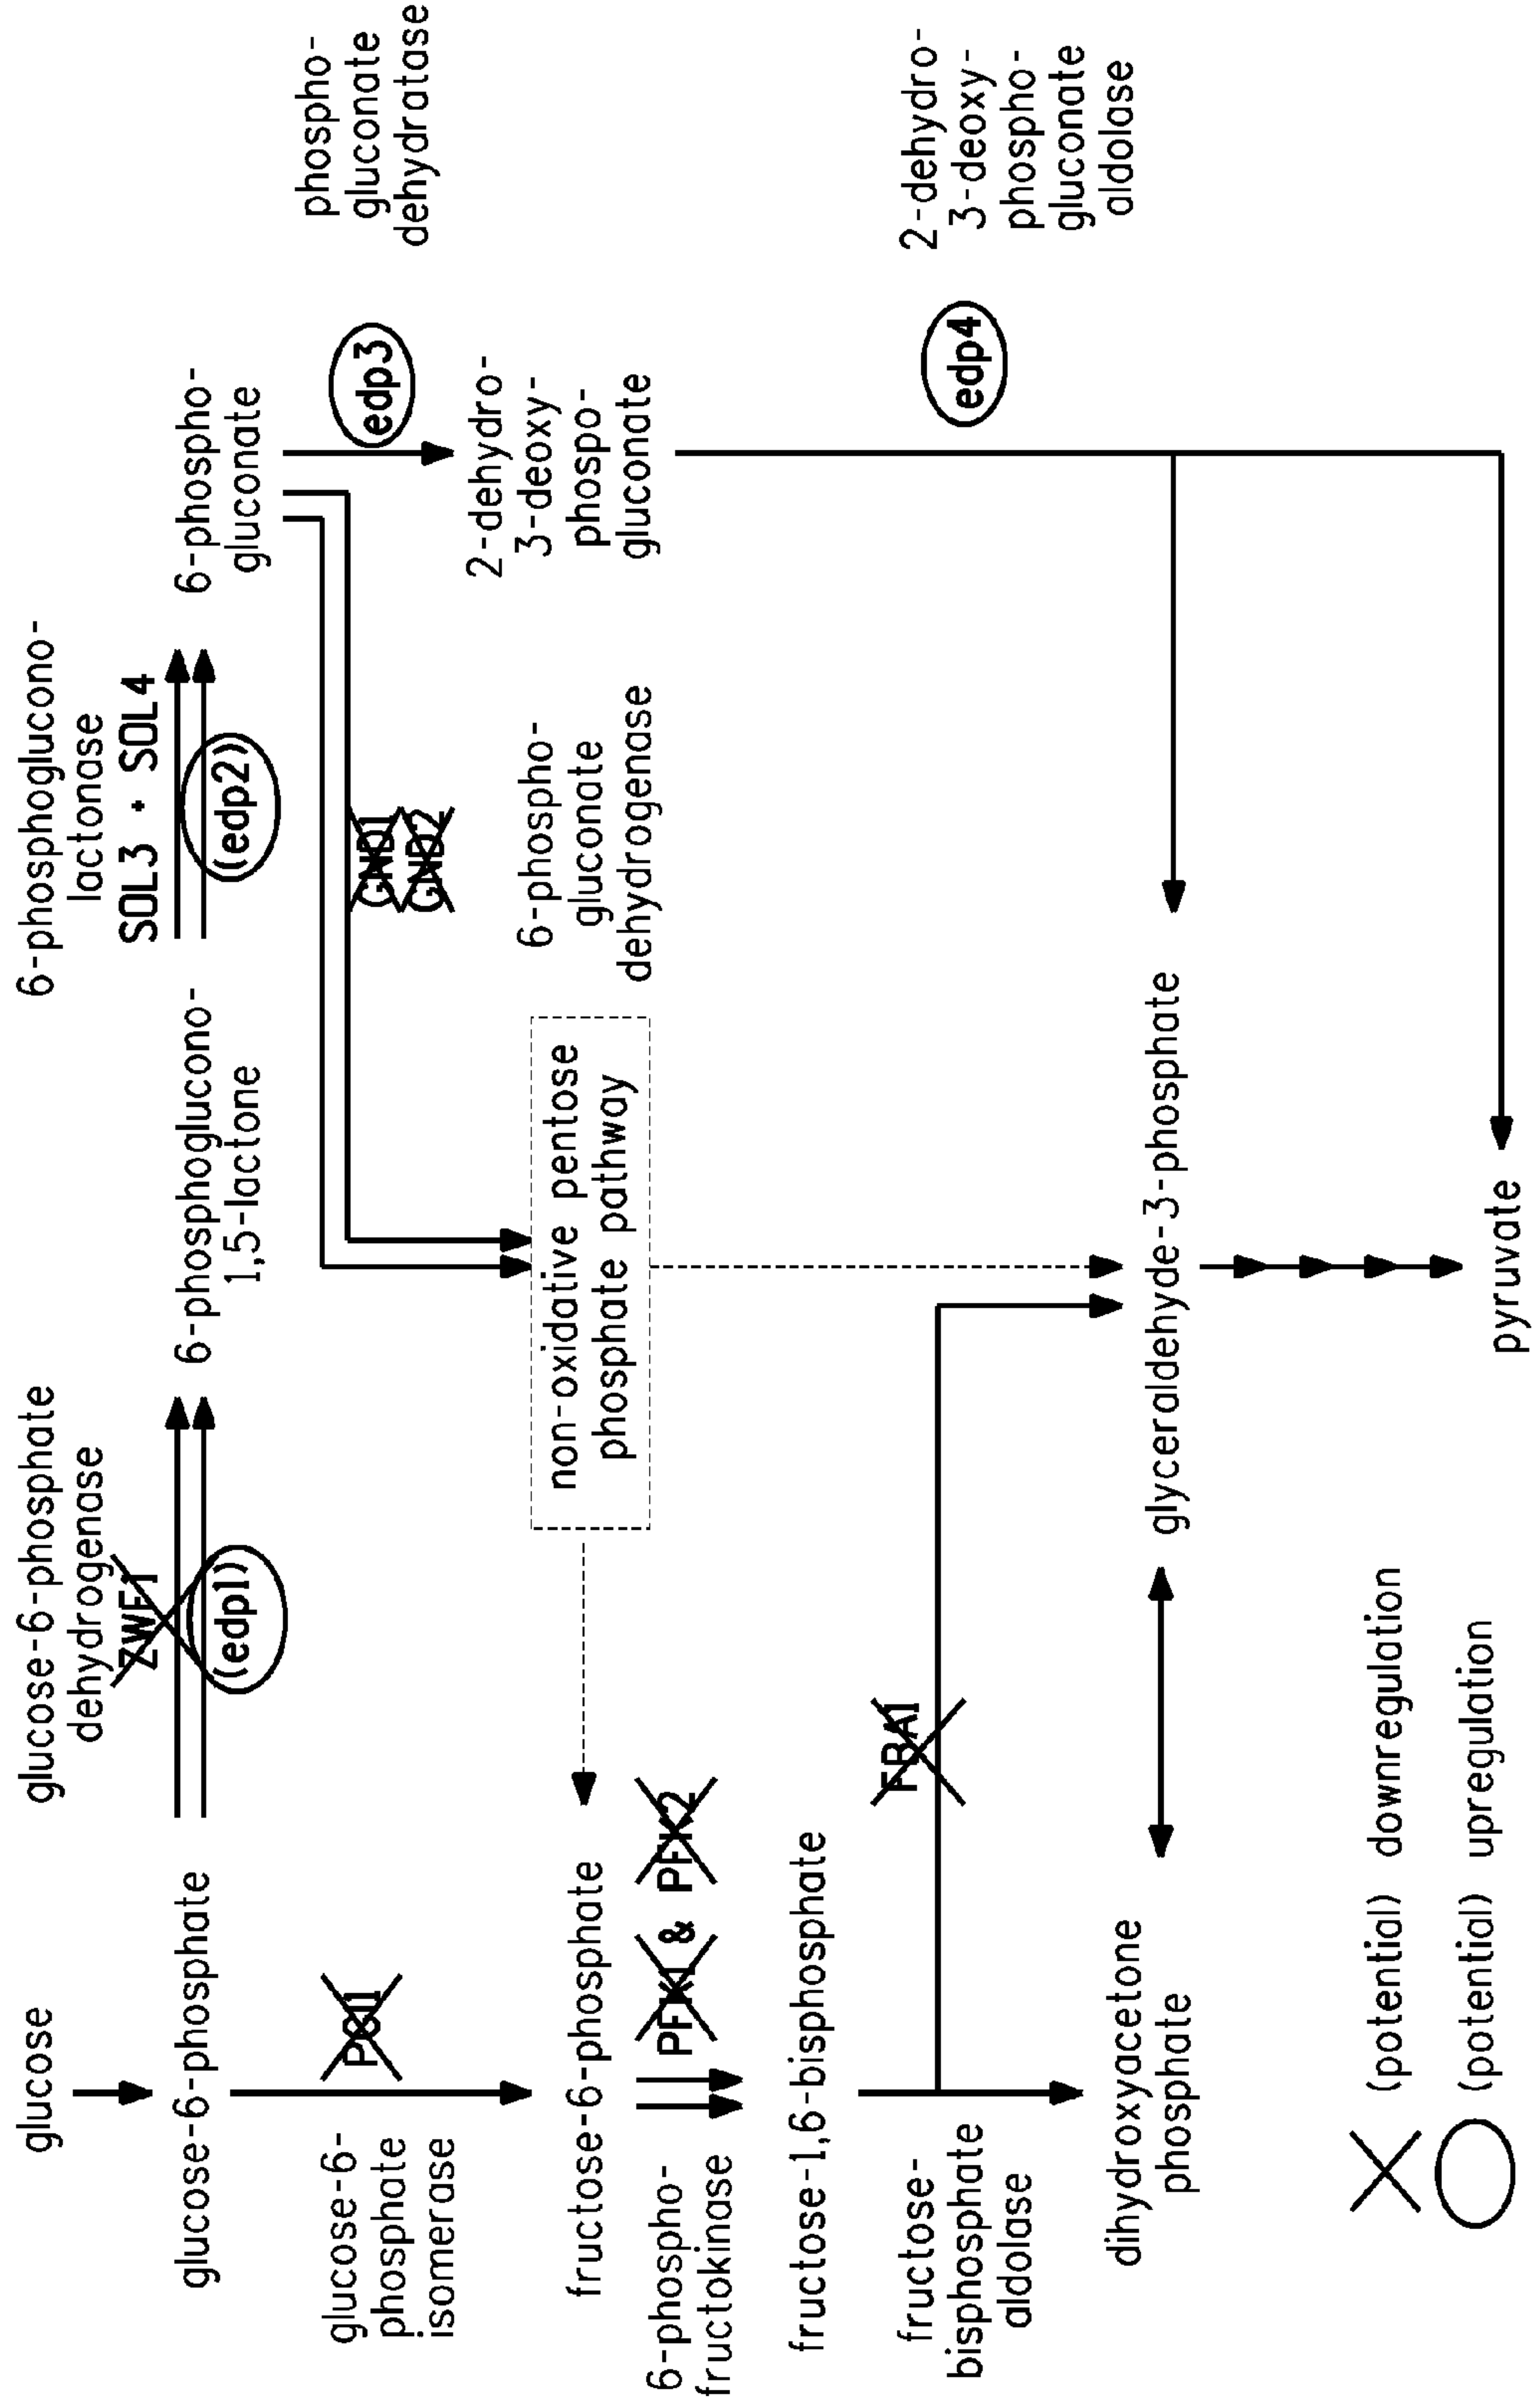 glucose
glucose-6-phosphate
glucose-6-phosphate
dehydrogenase
ZWF1
(edp1)
6-phosphoglucono-
1,5-lactone
6-phosphoglucono-
lactonase
SOL3 · SOL4
(edp2)
6-phospho-
gluconate
glucose-6-
phosphate
isomerase
PGI1
GND1
GND2
6-phospho-
gluconate
dehydrogenase
edp3
phospho-
gluconate
dehydratase
fructose-6-phosphate
non-oxidative pentose
phosphate pathway
2-dehydro-
3-deoxy-
phospo-
gluconate
6-phospho-
fructokinase
PFK1 & PFK2
fructose-1,6-bisphosphate
fructose-
bisphosphate
aldolase
FBA1
edp4
2-dehydro-
3-deoxy-
phospho-
gluconate
aldolase
dihydroxyacetone
phosphate
glyceraldehyde-3-phosphate
pyruvate
(potential) downregulation
(potential) upregulation